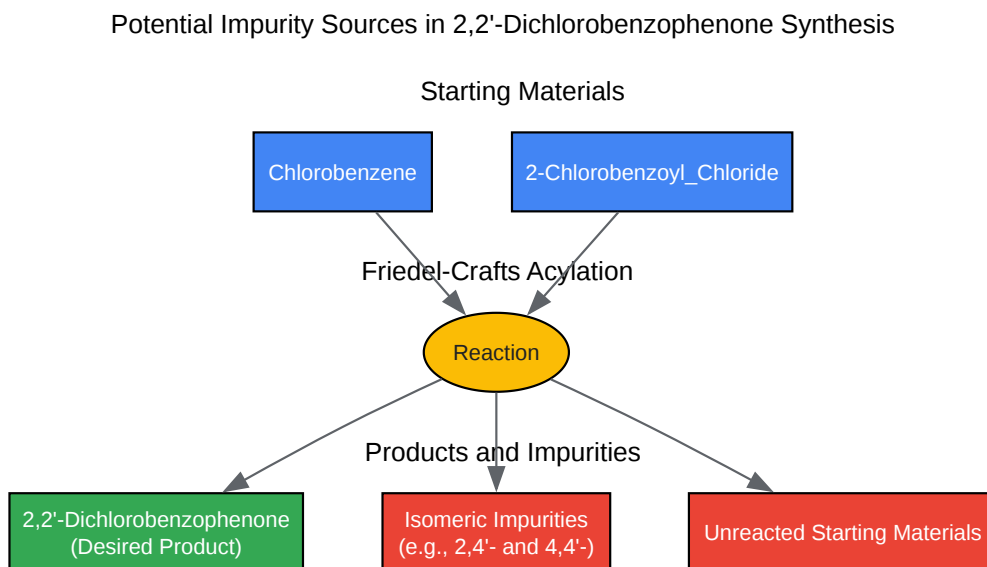 Potential Impurity Sources in 2,2'-Dichlorobenzophenone Synthesis
Starting Materials
Chlorobenzene
2-Chlorobenzoyl_Chloride
Friedel-Crafts Acylation
Reaction
Products and Impurities
2,2'-Dichlorobenzophenone
(Desired Product)
Isomeric Impurities
(e.g., 2,4'- and 4,4'-)
Unreacted Starting Materials